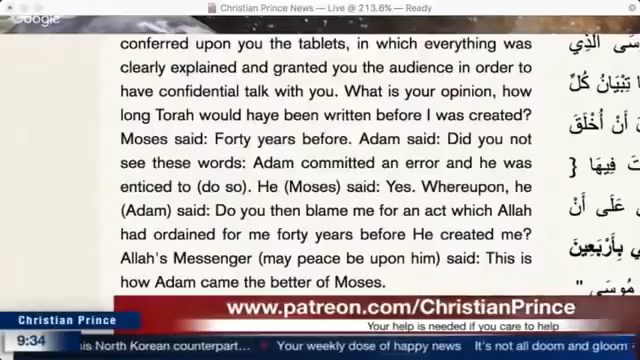 Christian Prince News — Live @ 213.6% — Ready
Google
conferred upon you the tablets, in which everything was
clearly explained and granted you the audience in order to
have confidential talk with you. What is your opinion, how
long Torah would haye been written before I was created?
Moses said: Forty years before. Adam said: Did you not
see these words: Adam committed an error and he was
enticed to (do so). He (Moses) said: Yes. Whereupon, he
(Adam) said: Do you then blame me for an act which Allah
had ordained for me forty years before He created me?
Allah's Messenger (may peace be upon him) said: This is
how Adam came the better of Moses.
الَّذِي
تِبْيَانُ كُلِّ
أَنْ أُخْلَقَ
فِيهَا {
عَلَى أَنْ
بِأَرْبَعِينَ
مُوسَى "
www.patreon.com/ChristianPrince
Your help is needed if you care to help
Christian Prince
9:34
his North Korean counterpart... Your weekly dose of happy news It's not all doom and gloom